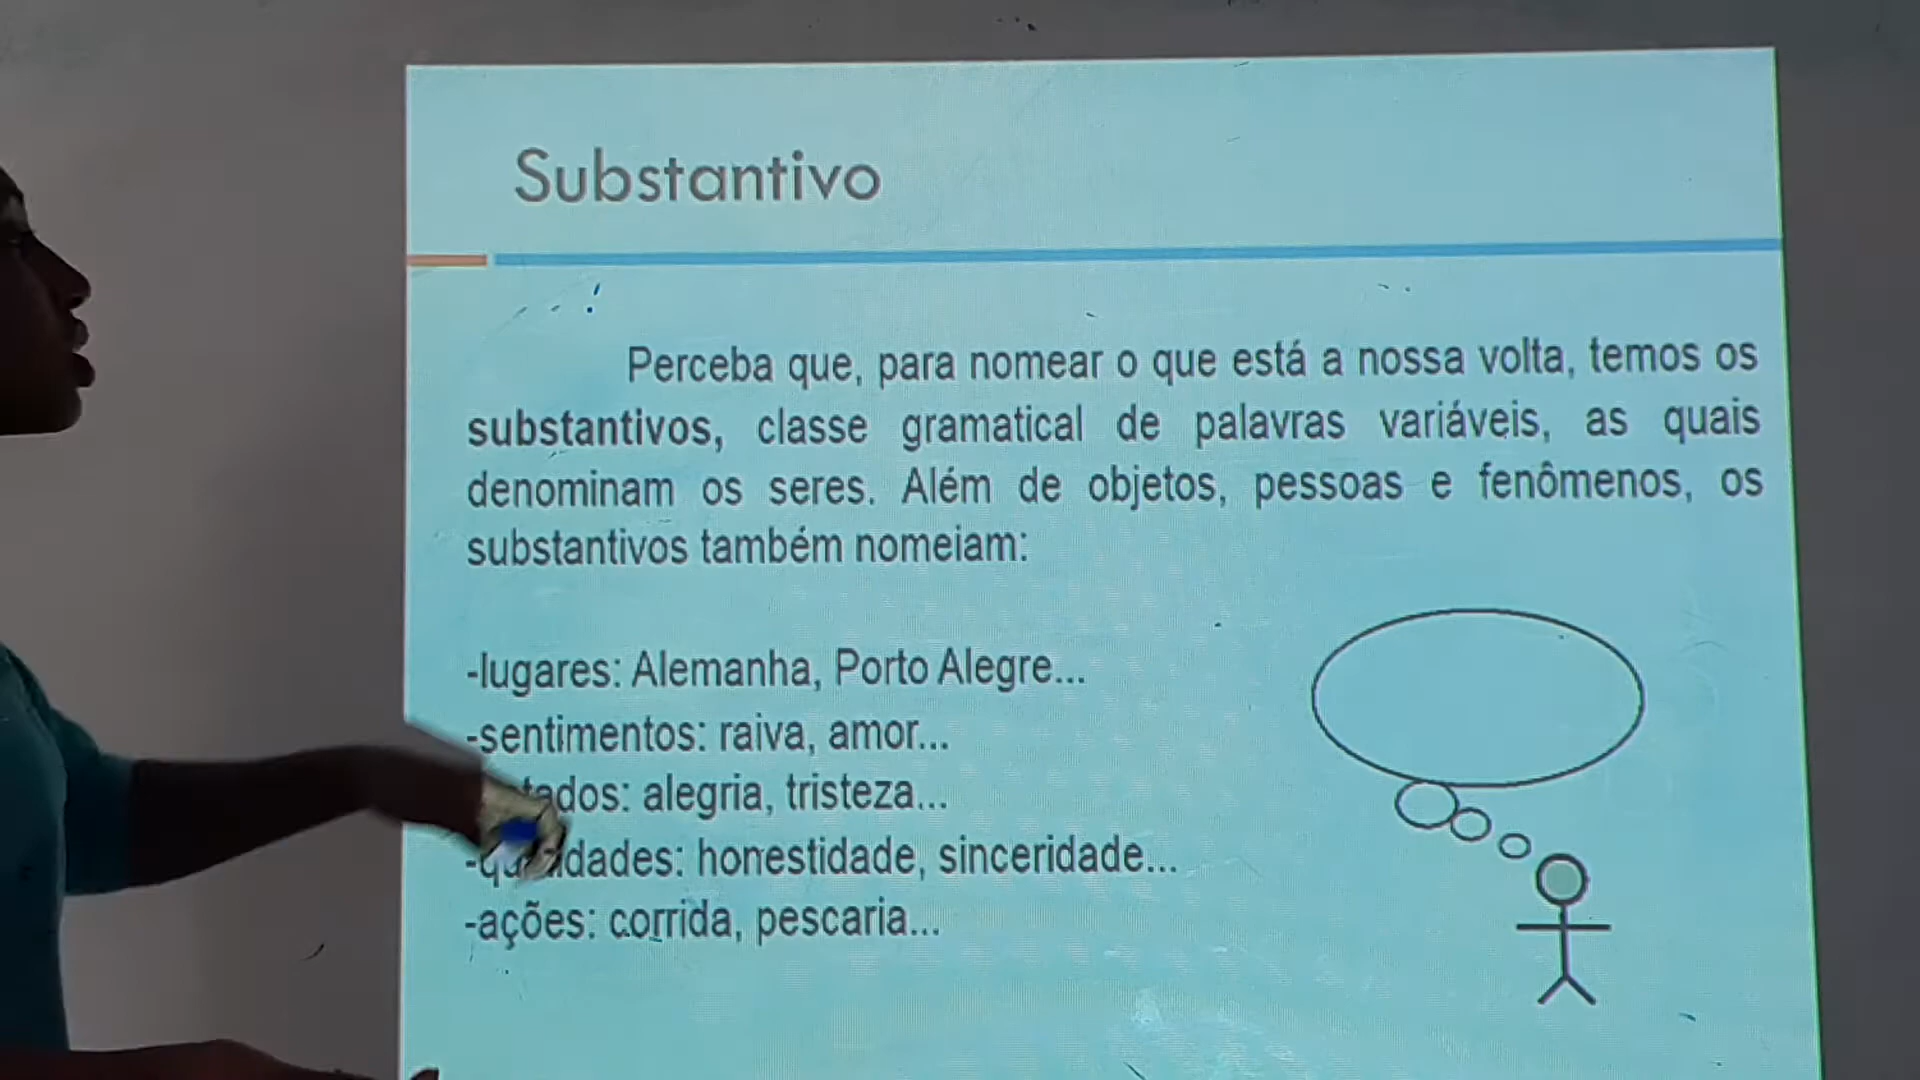 Substantivo
Perceba que, para nomear o que está a nossa volta, temos os
substantivos, classe gramatical de palavras variáveis, as quais
denominam os seres. Além de objetos, pessoas e fenômenos, os
substantivos também nomeiam:
-lugares: Alemanha, Porto Alegre...
-sentimentos: raiva, amor...
alegria, tristeza...
honestidade, sinceridade...
-ações: corrida, pescaria...